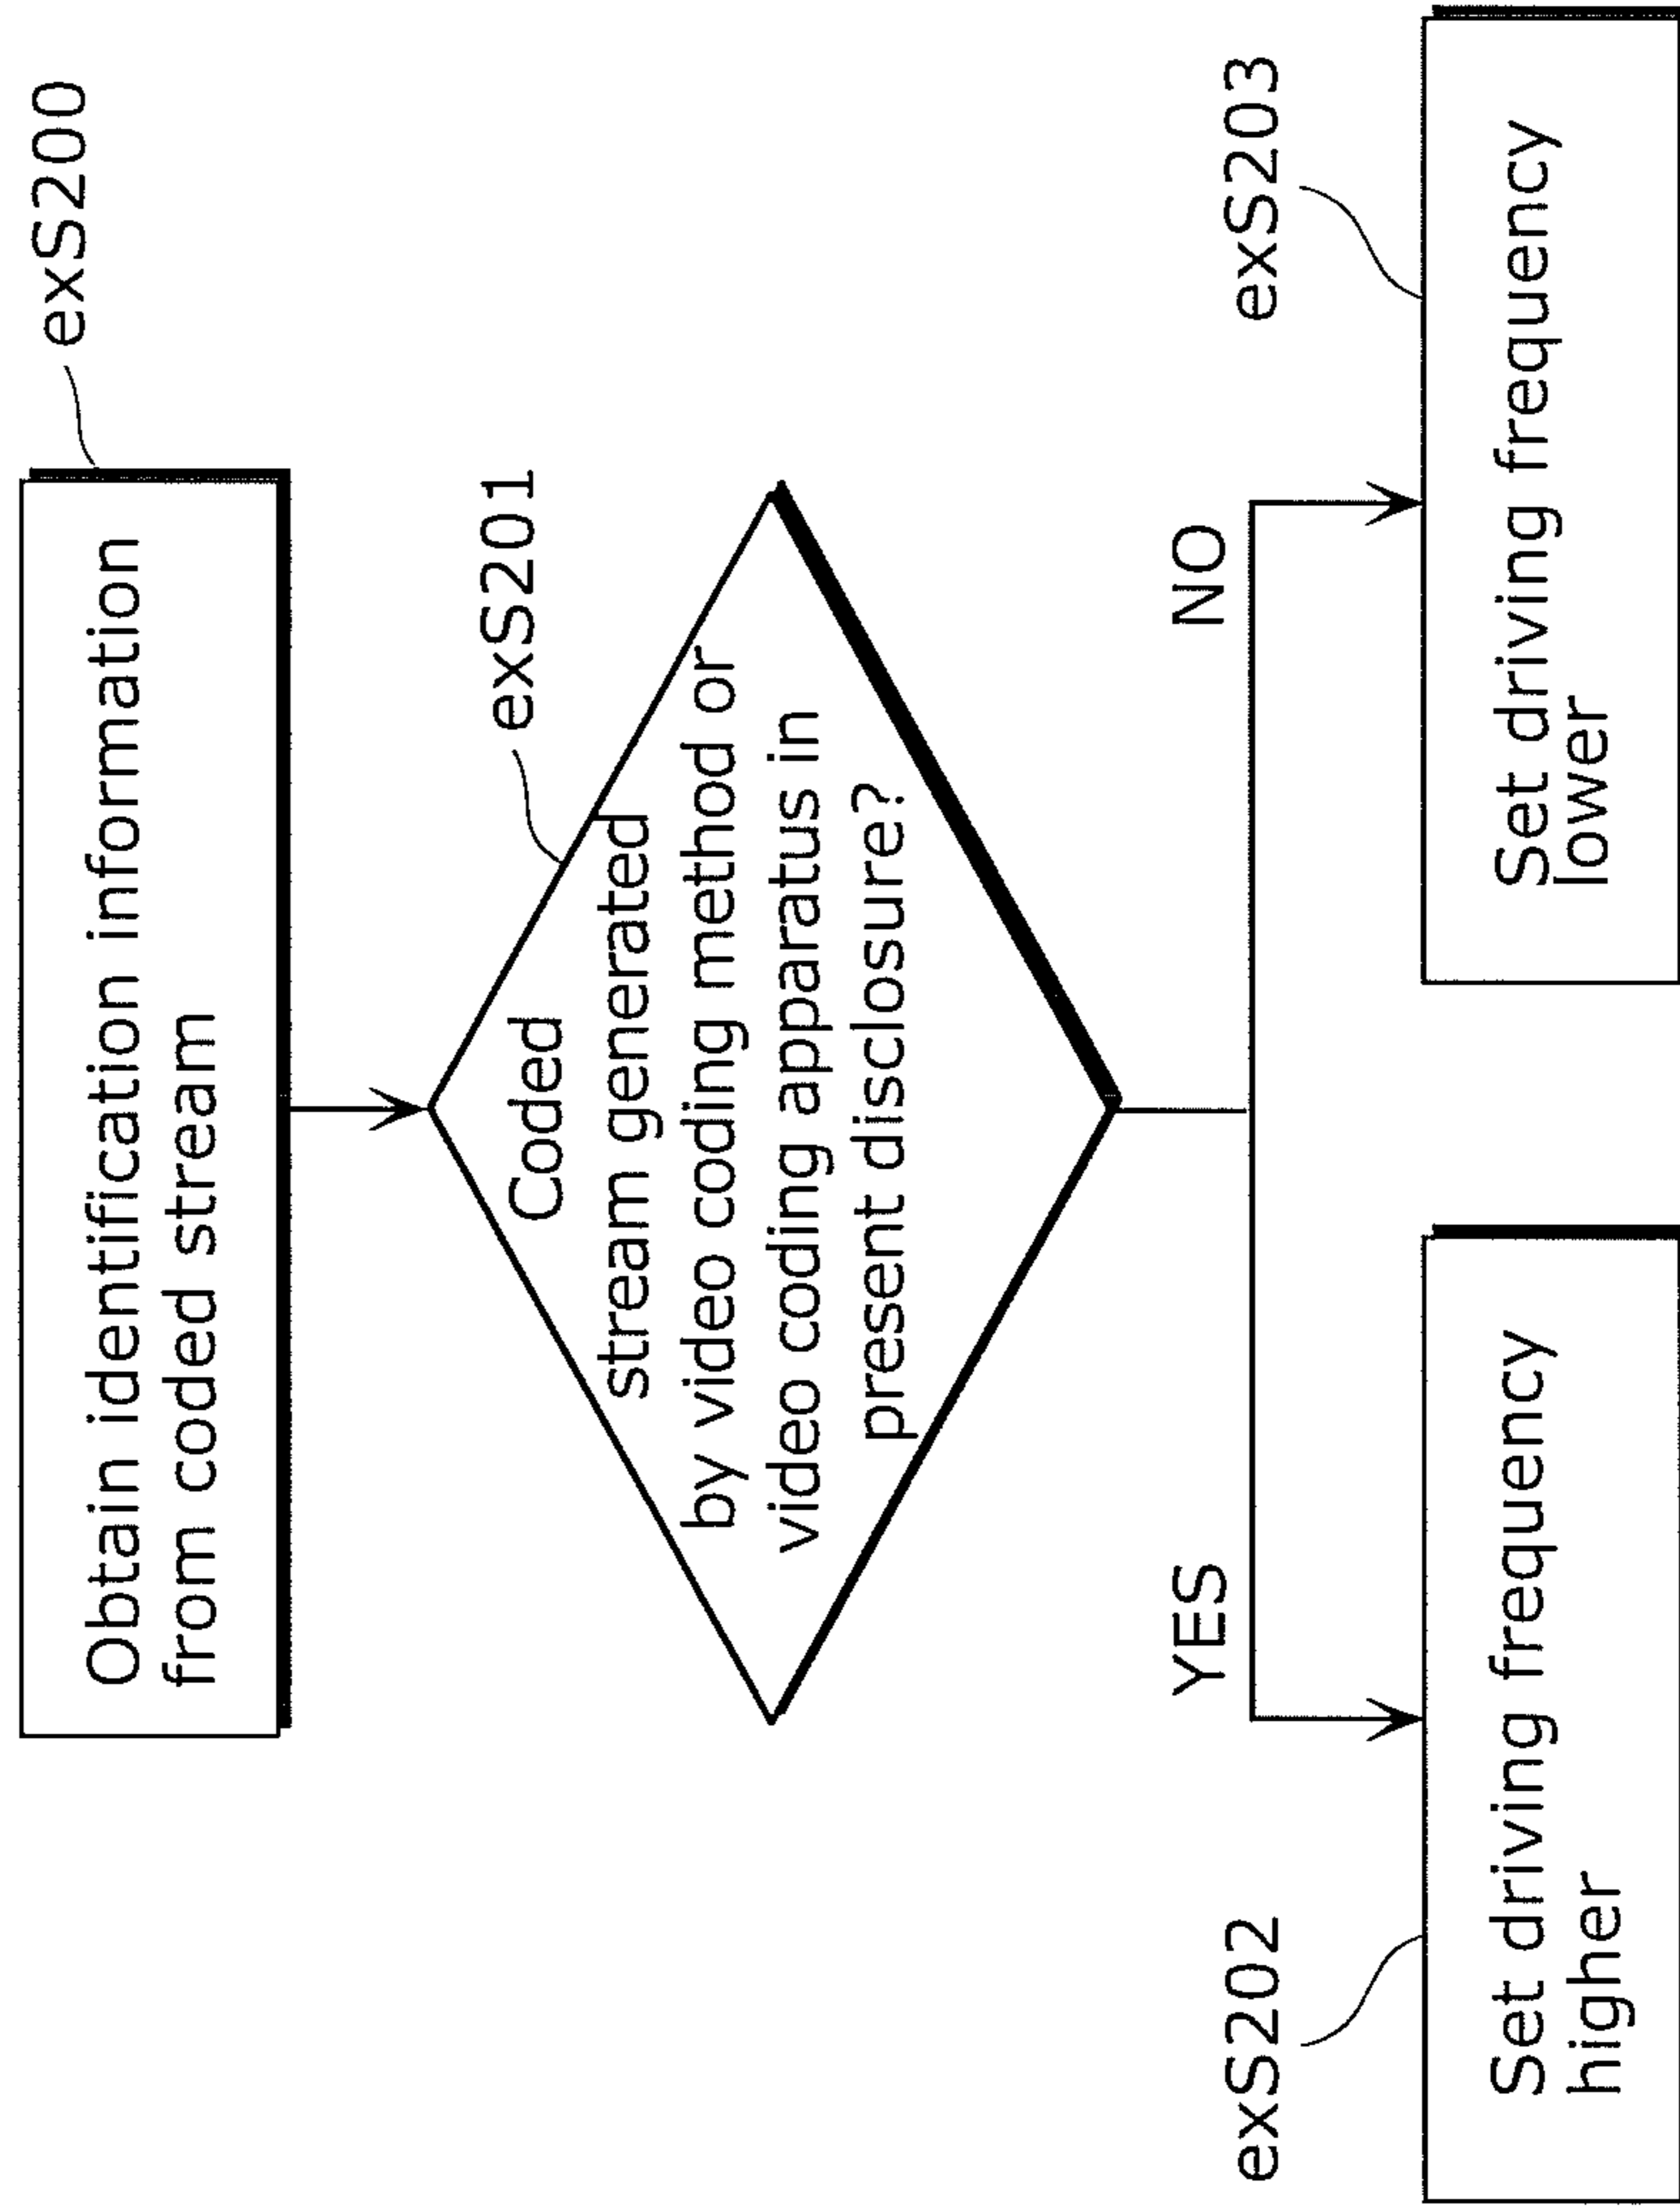 exS200
Obtain identification information
from coded stream
exS201
Coded
stream generated
by video coding method or
video coding apparatus in
present disclosure?
YES
NO
exS202
Set driving frequency
higher
exS203
Set driving frequency
lower